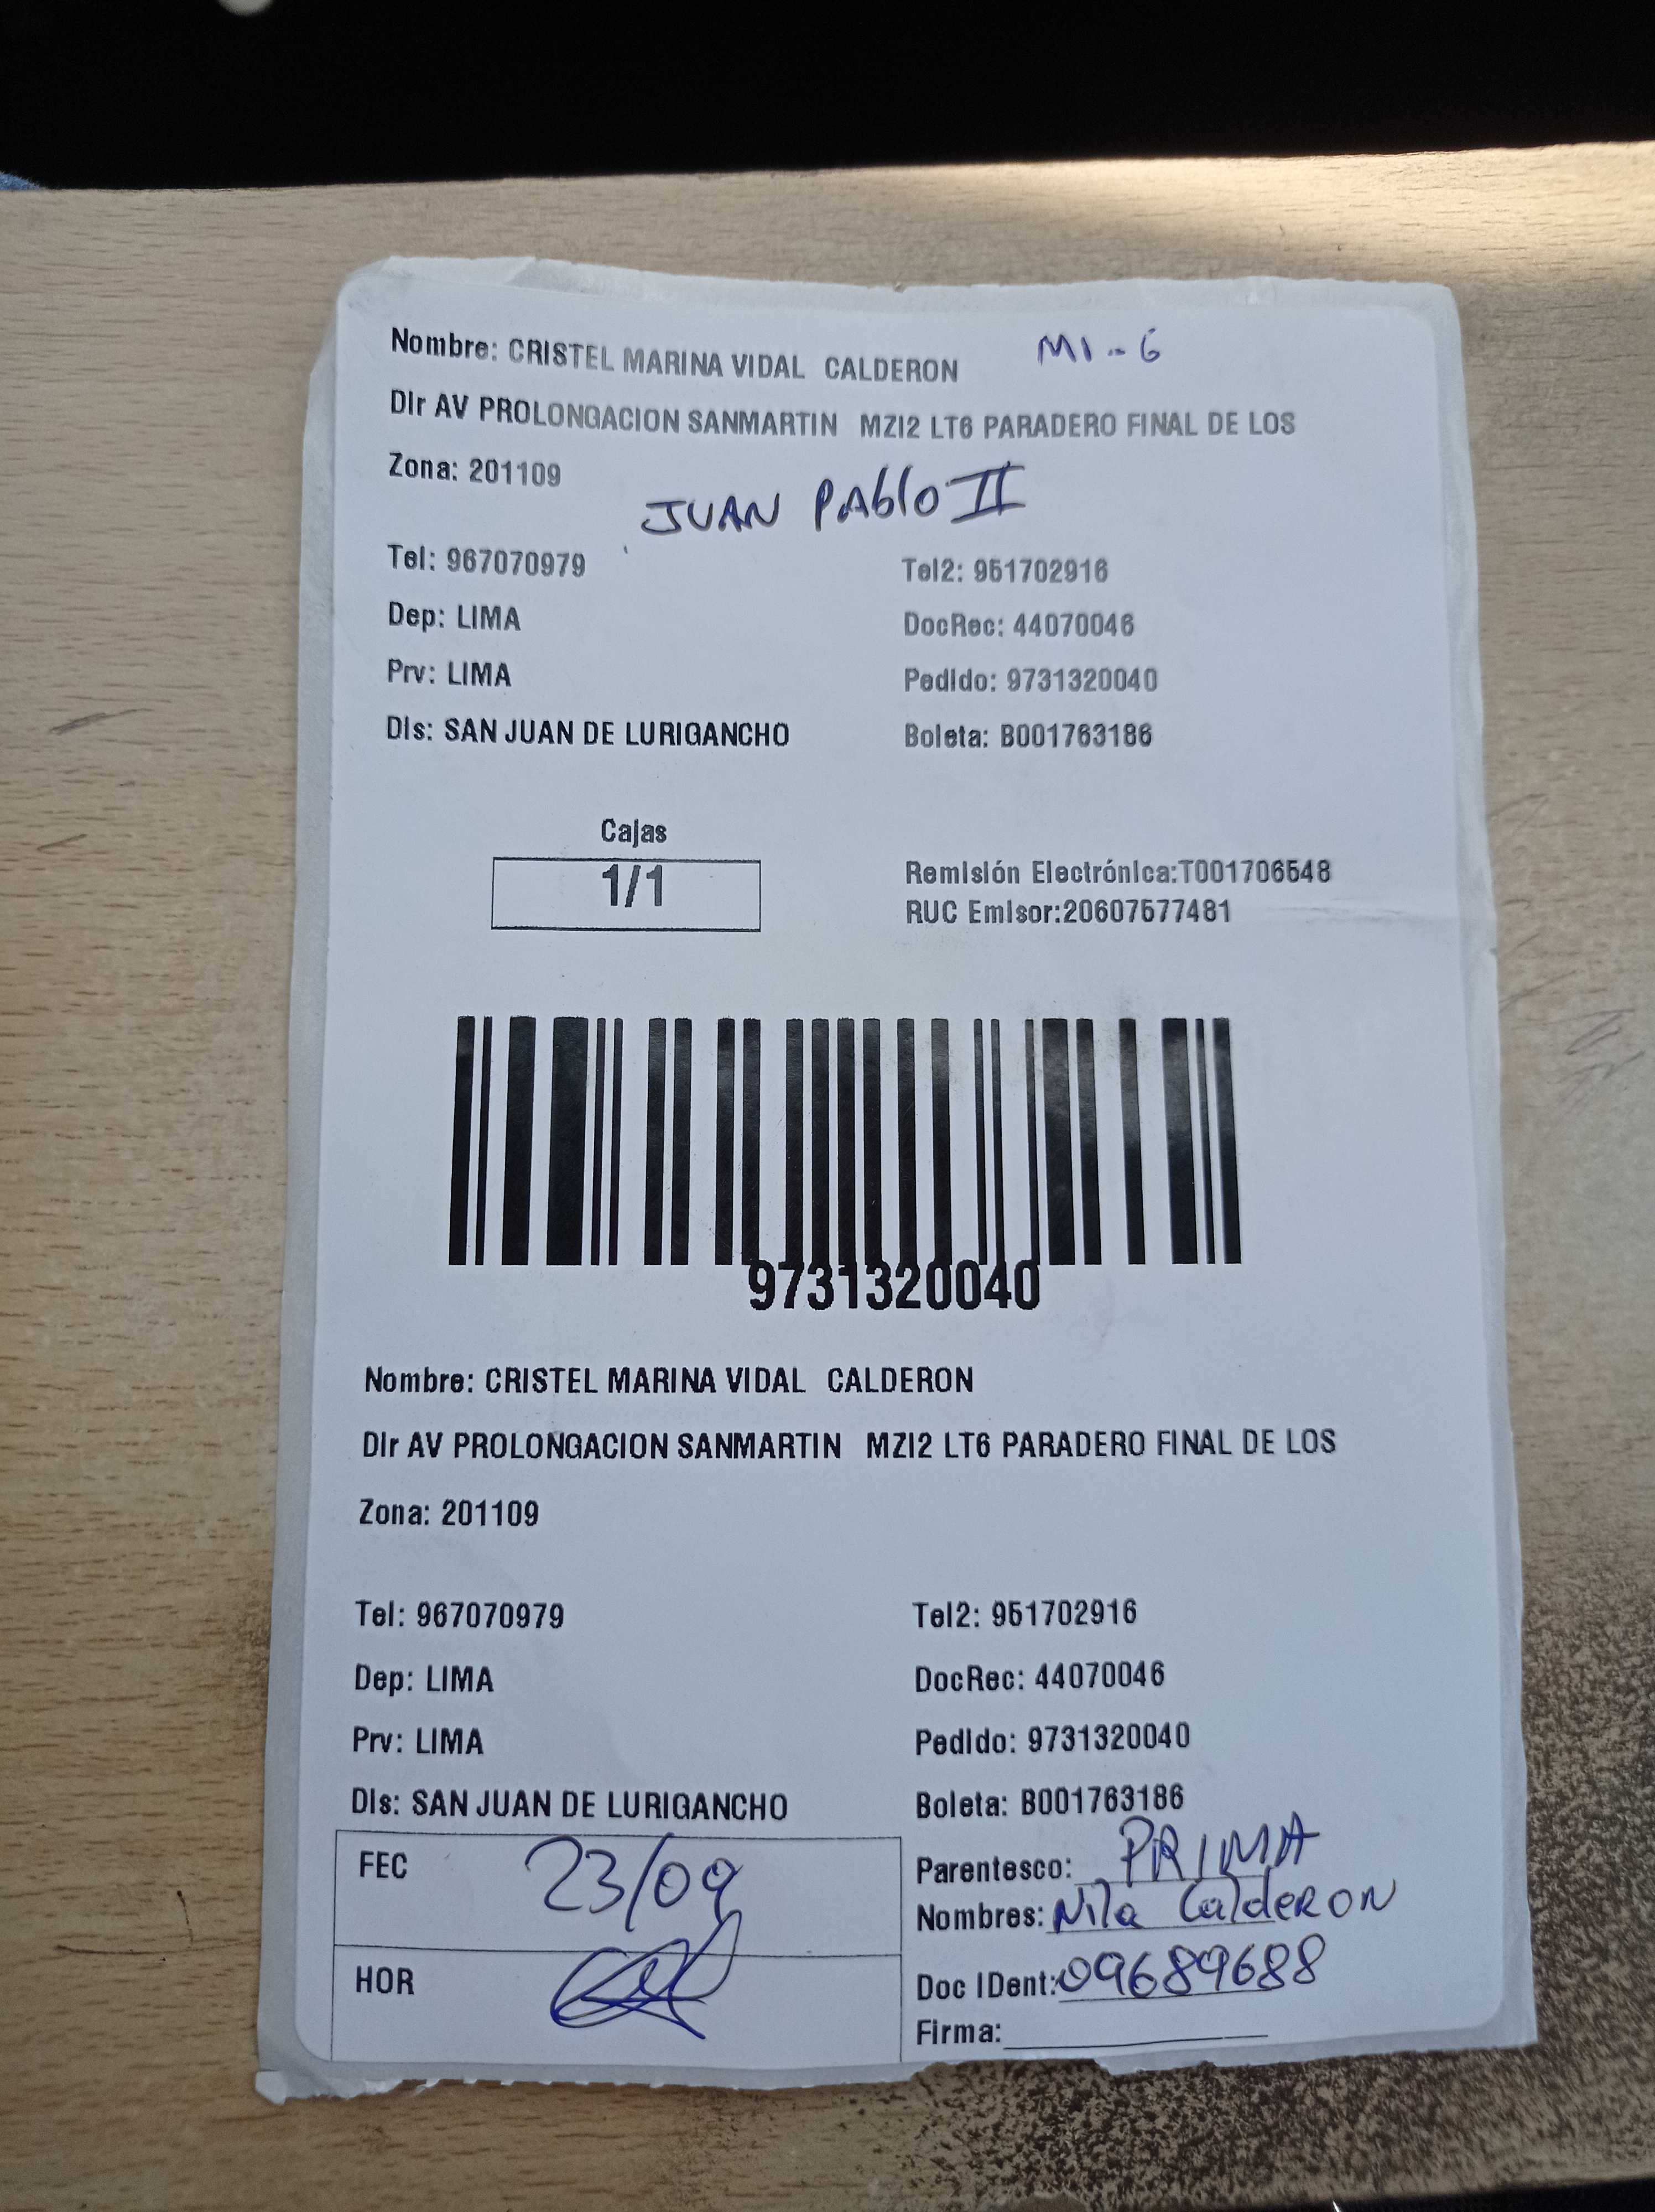 Nombre: CRISTEL MARINA VIDAL CALDERON MI-6
Dir AV PROLONGACION SANMARTIN MZI2 LT6 PARADERO FINAL DE LOS
Zona: 201109
JUAN PAblo II
Tel: 967070979 Tel2: 951702916
Dep: LIMA DocRec: 44070046
Prv: LIMA Pedido: 9731320040
Dis: SAN JUAN DE LURIGANCHO Boleta: B001763186
Cajas
1/1
Remisión Electrónica:T001706548
RUC Emisor:20607577481
9731320040
Nombre: CRISTEL MARINA VIDAL CALDERON
Dir AV PROLONGACION SANMARTIN MZI2 LT6 PARADERO FINAL DE LOS
Zona: 201109
Tel: 967070979 Tel2: 951702916
Dep: LIMA DocRec: 44070046
Prv: LIMA Pedido: 9731320040
Dis: SAN JUAN DE LURIGANCHO Boleta: B001763186
FEC 23/09
HOR
Parentesco: PRIMA
Nombres: Nila CaldeRON
Doc IDent: 09689688
Firma: